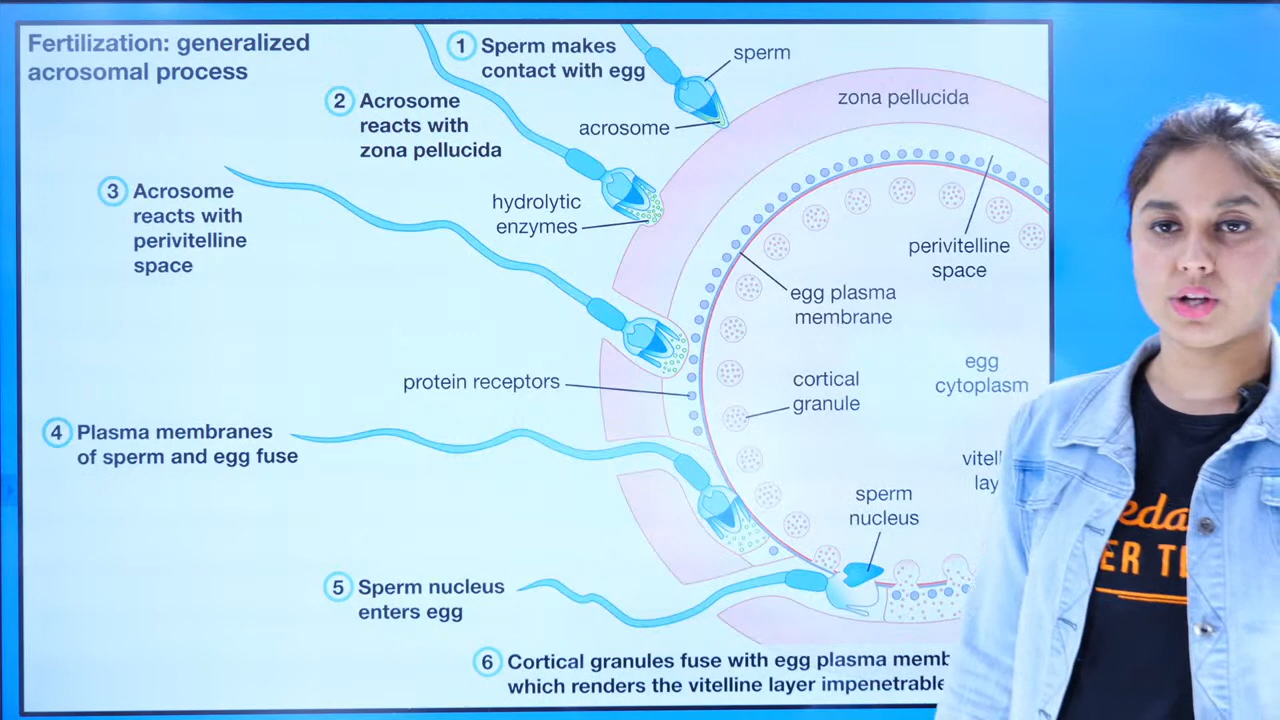 Fertilization: generalized
acrosomal process
1 Sperm makes
contact with egg
sperm
2 Acrosome
reacts with
zona pellucida
acrosome
zona pellucida
3 Acrosome
reacts with
perivitelline
space
hydrolytic
enzymes
perivitelline
space
egg plasma
membrane
egg
cytoplasm
protein receptors
cortical
granule
4 Plasma membranes
of sperm and egg fuse
sperm
nucleus
5 Sperm nucleus
enters egg
6 Cortical granules fuse with egg plasma
which renders the vitelline layer impenetrable